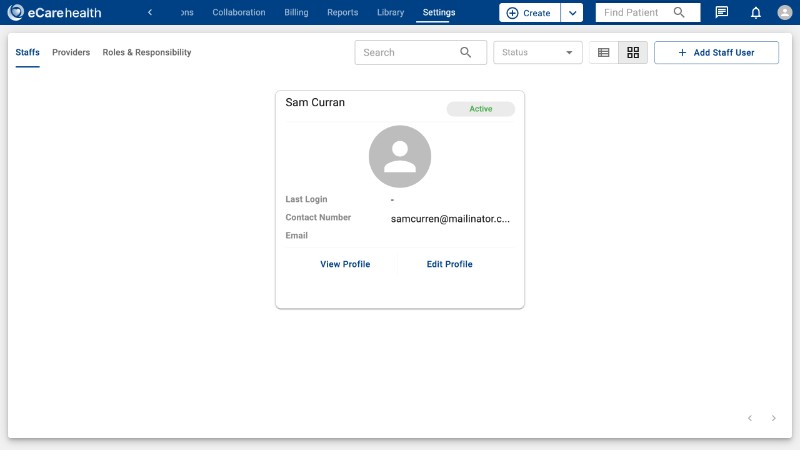 eCarehealth
ons Collaboration Billing Reports Library Settings Create Find Patient
Staffs Providers Roles & Responsibility Search Status Add Staff User
Sam Curran
Active
Last Login -
Contact Number samcurren@mailinator.c...
Email
View Profile Edit Profile